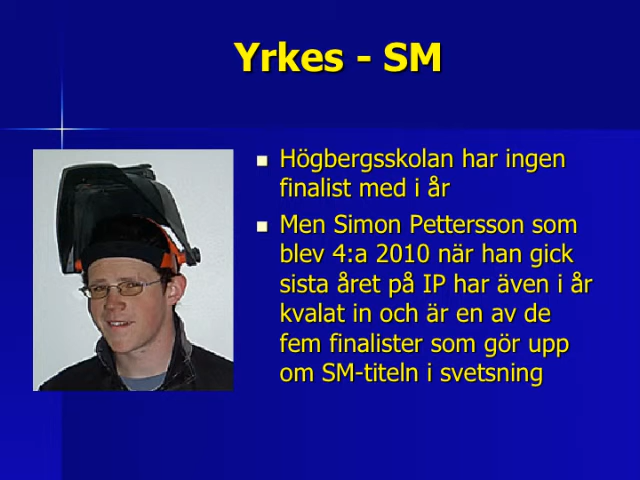 Yrkes - SM
Högbergsskolan har ingen
finalist med i år
Men Simon Pettersson som
blev 4:a 2010 när han gick
sista året på IP har även i år
kvalat in och är en av de
fem finalister som gör upp
om SM-titeln i svetsning